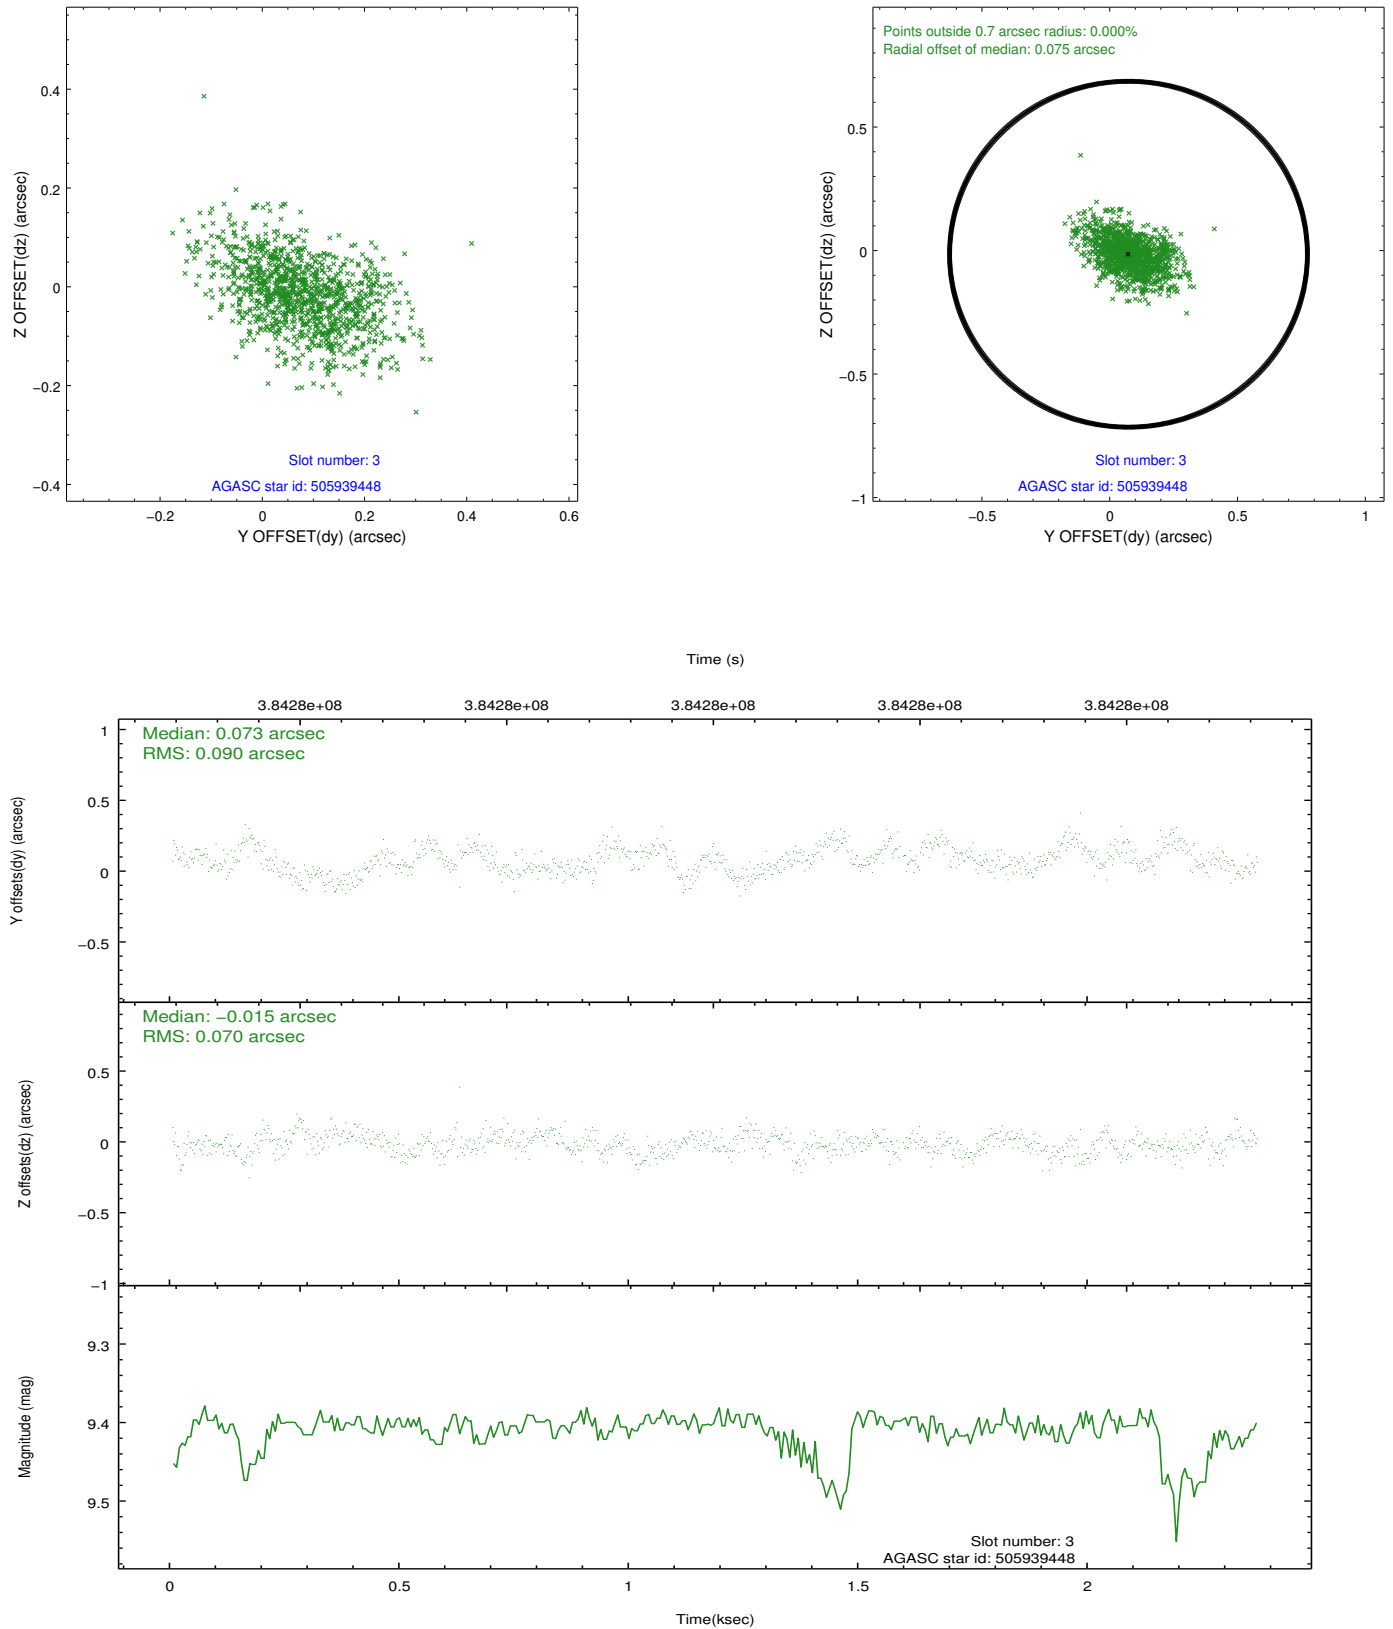 0.4
0.2
0
−0.2
−0.4
Z OFFSET(dz) (arcsec)
Slot number: 3
AGASC star id: 505939448
−0.2 0 0.2 0.4 0.6
Y OFFSET(dy) (arcsec)
Points outside 0.7 arcsec radius: 0.000%
Radial offset of median: 0.075 arcsec
0.5
0
−0.5
−1
Z OFFSET(dz) (arcsec)
Slot number: 3
AGASC star id: 505939448
−0.5 0 0.5 1
Y OFFSET(dy) (arcsec)
Time (s)
3.8428e+08 3.8428e+08 3.8428e+08 3.8428e+08 3.8428e+08
Median: 0.073 arcsec
RMS: 0.090 arcsec
1
0.5
0
−0.5
Y offsets(dy) (arcsec)
Median: −0.015 arcsec
RMS: 0.070 arcsec
0.5
0
−0.5
−1
Z offsets(dz) (arcsec)
9.3
9.4
9.5
Magnitude (mag)
Slot number: 3
AGASC star id: 505939448
0 0.5 1 1.5 2
Time(ksec)